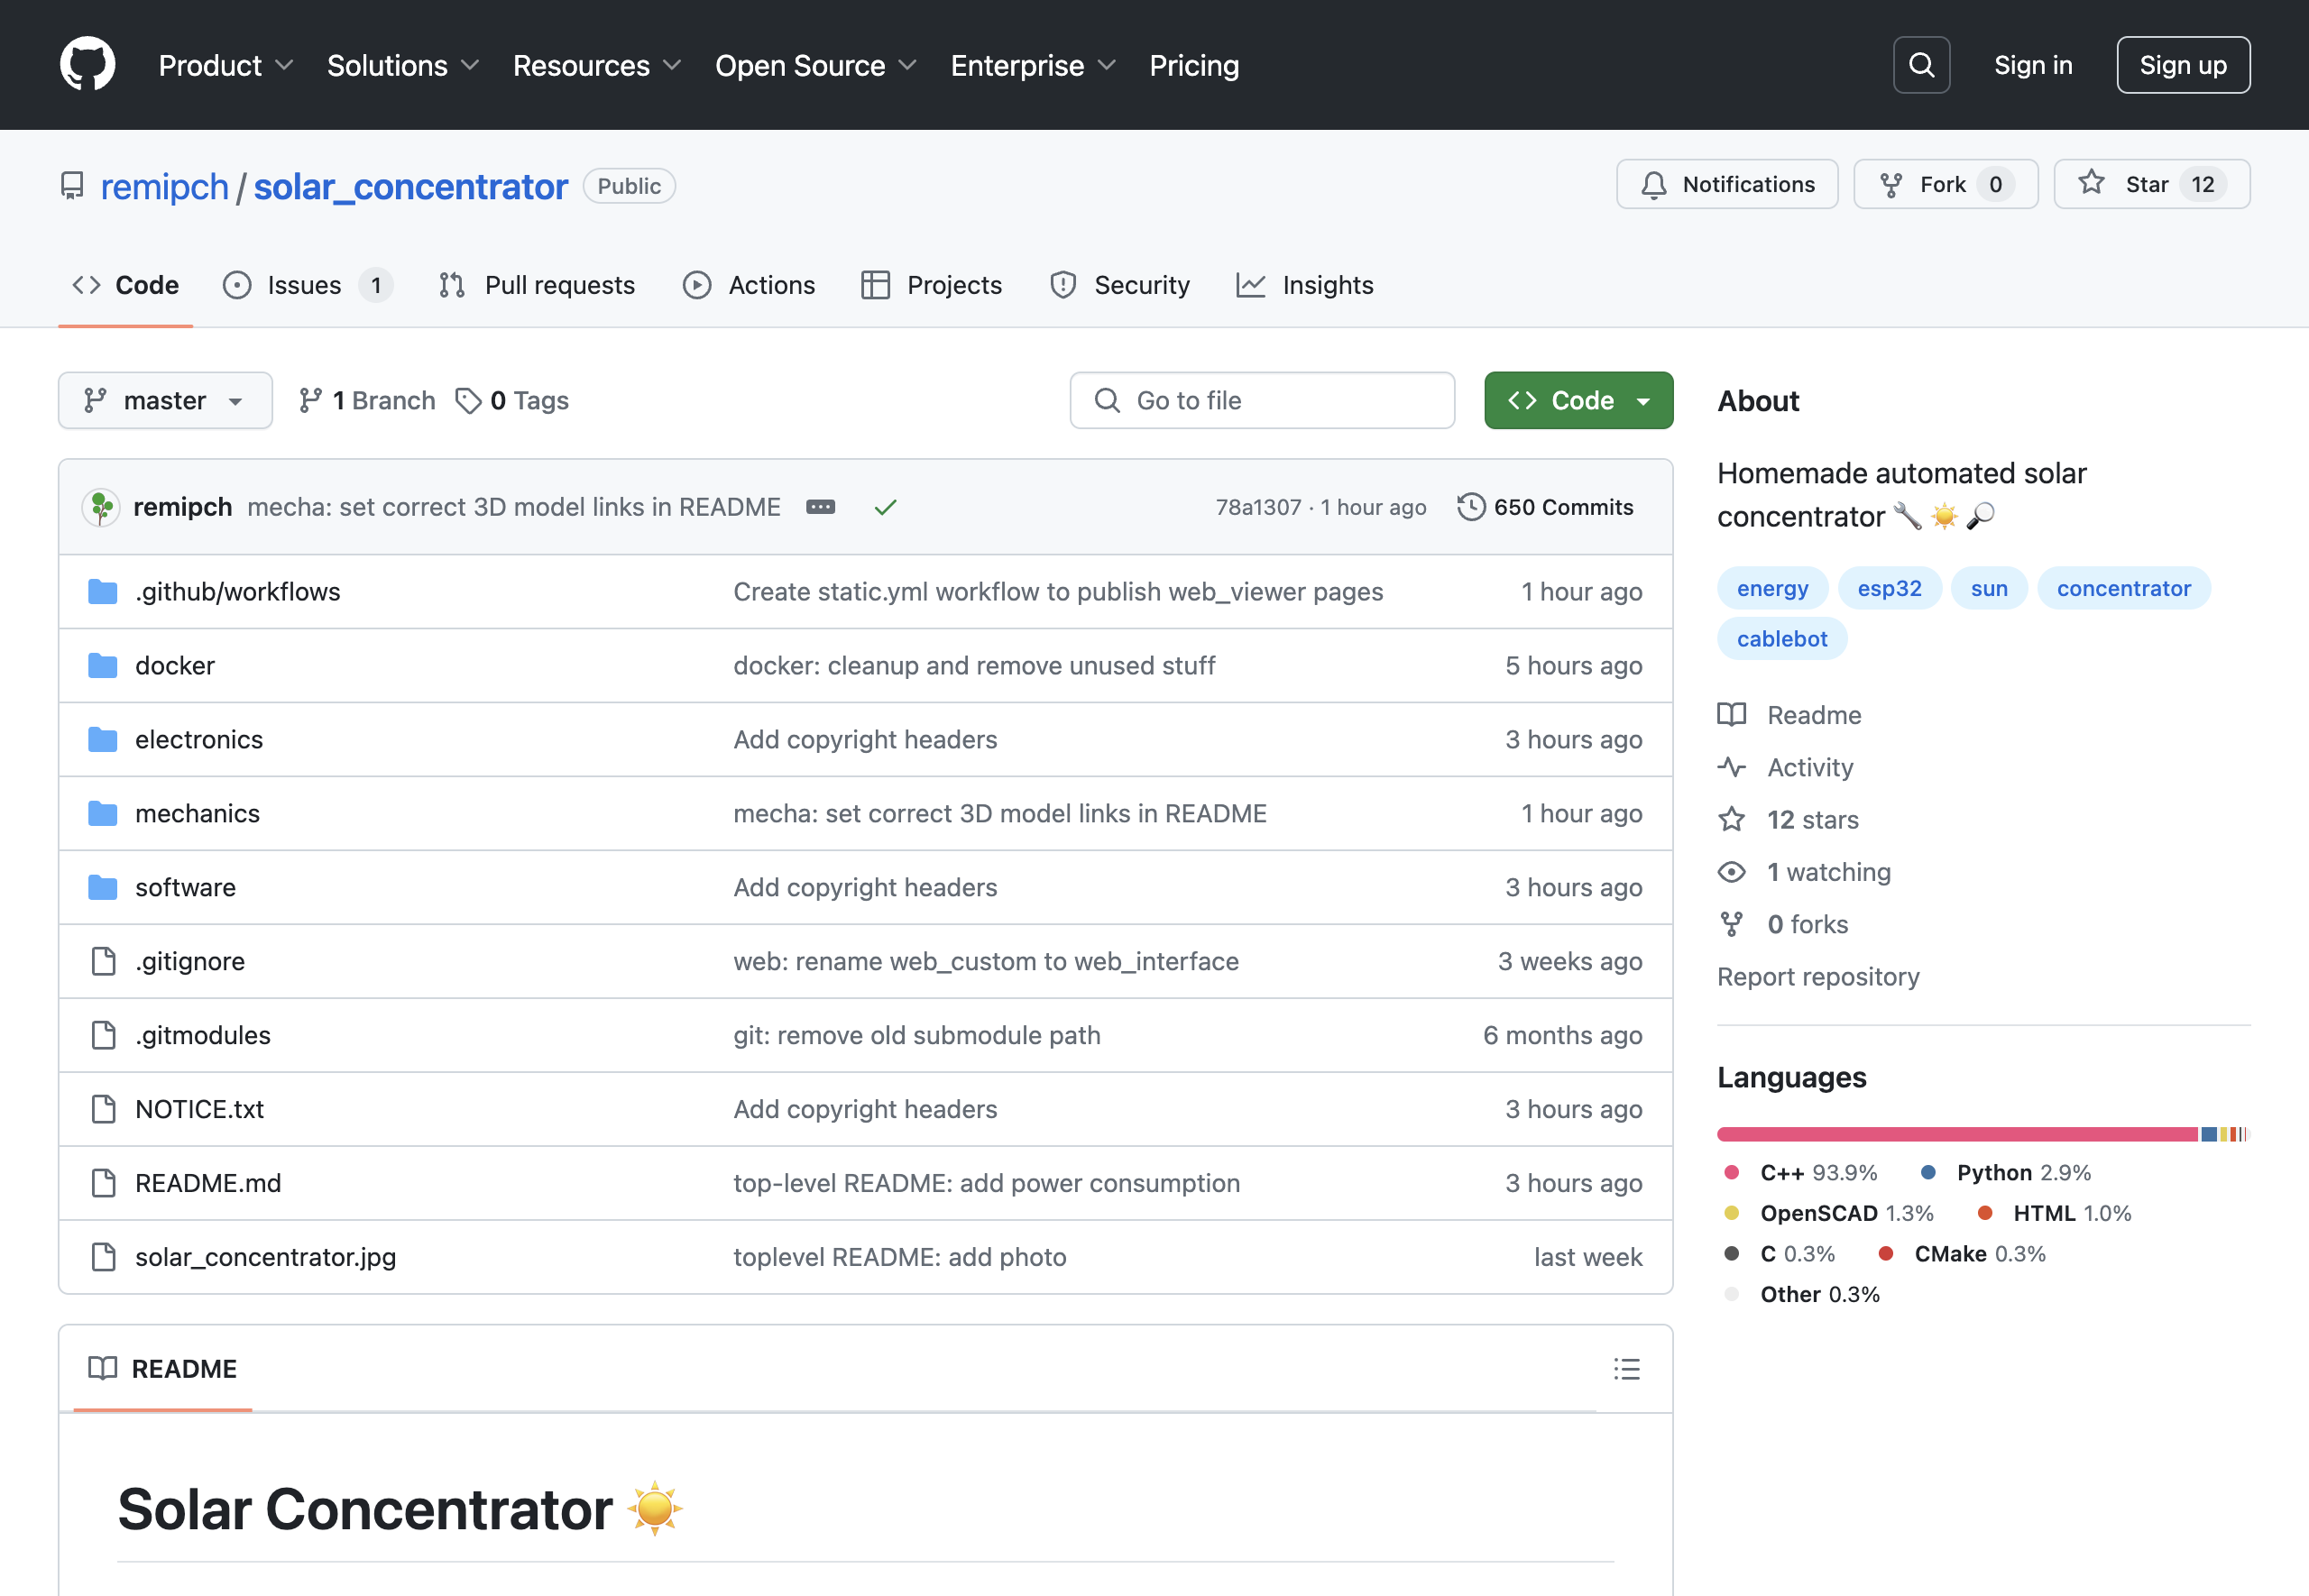 Product Solutions Resources Open Source Enterprise Pricing Sign in Sign up
remipch / solar_concentrator Public Notifications Fork 0 Star 12
Code Issues 1 Pull requests Actions Projects Security Insights
master 1 Branch 0 Tags Go to file Code
remipch mecha: set correct 3D model links in README 78a1307 · 1 hour ago 650 Commits
.github/workflows Create static.yml workflow to publish web_viewer pages 1 hour ago
docker docker: cleanup and remove unused stuff 5 hours ago
electronics Add copyright headers 3 hours ago
mechanics mecha: set correct 3D model links in README 1 hour ago
software Add copyright headers 3 hours ago
.gitignore web: rename web_custom to web_interface 3 weeks ago
.gitmodules git: remove old submodule path 6 months ago
NOTICE.txt Add copyright headers 3 hours ago
README.md top-level README: add power consumption 3 hours ago
solar_concentrator.jpg toplevel README: add photo last week
README
Solar Concentrator ☀️
About
Homemade automated solar
concentrator 🔧☀️🔎
energy esp32 sun concentrator
cablebot
Readme
Activity
12 stars
1 watching
0 forks
Report repository
Languages
C++ 93.9% Python 2.9%
OpenSCAD 1.3% HTML 1.0%
C 0.3% CMake 0.3%
Other 0.3%